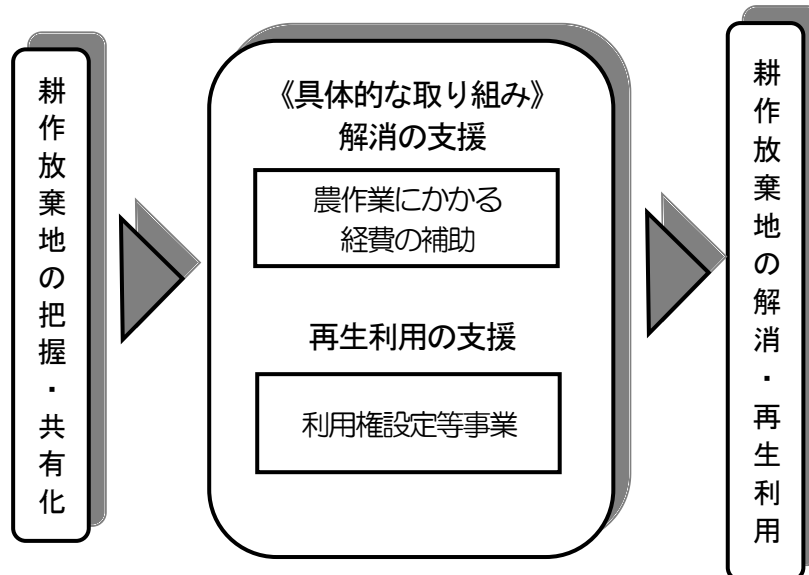 耕作放棄地の把握・共有化
《具体的な取り組み》
解消の支援
農作業にかかる
経費の補助
再生利用の支援
利用権設定等事業
耕作放棄地の解消・再生利用